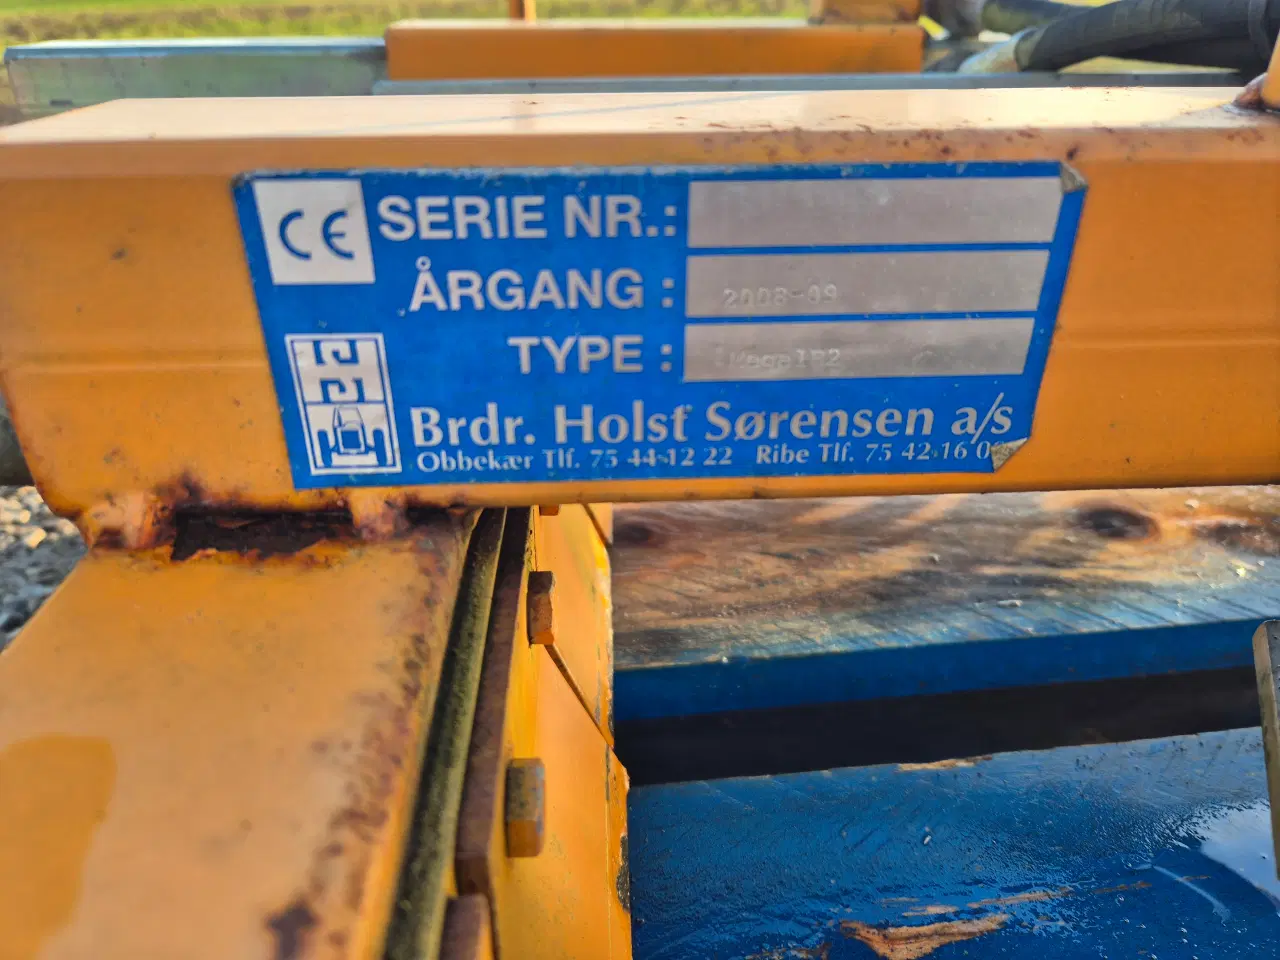 CE SERIE NR.:
ÅRGANG : 2008-09
TYPE :
Brdr. Holst Sørensen a/s
Obbekær Tlf. 75 44 12 22 Ribe Tlf. 75 42 16